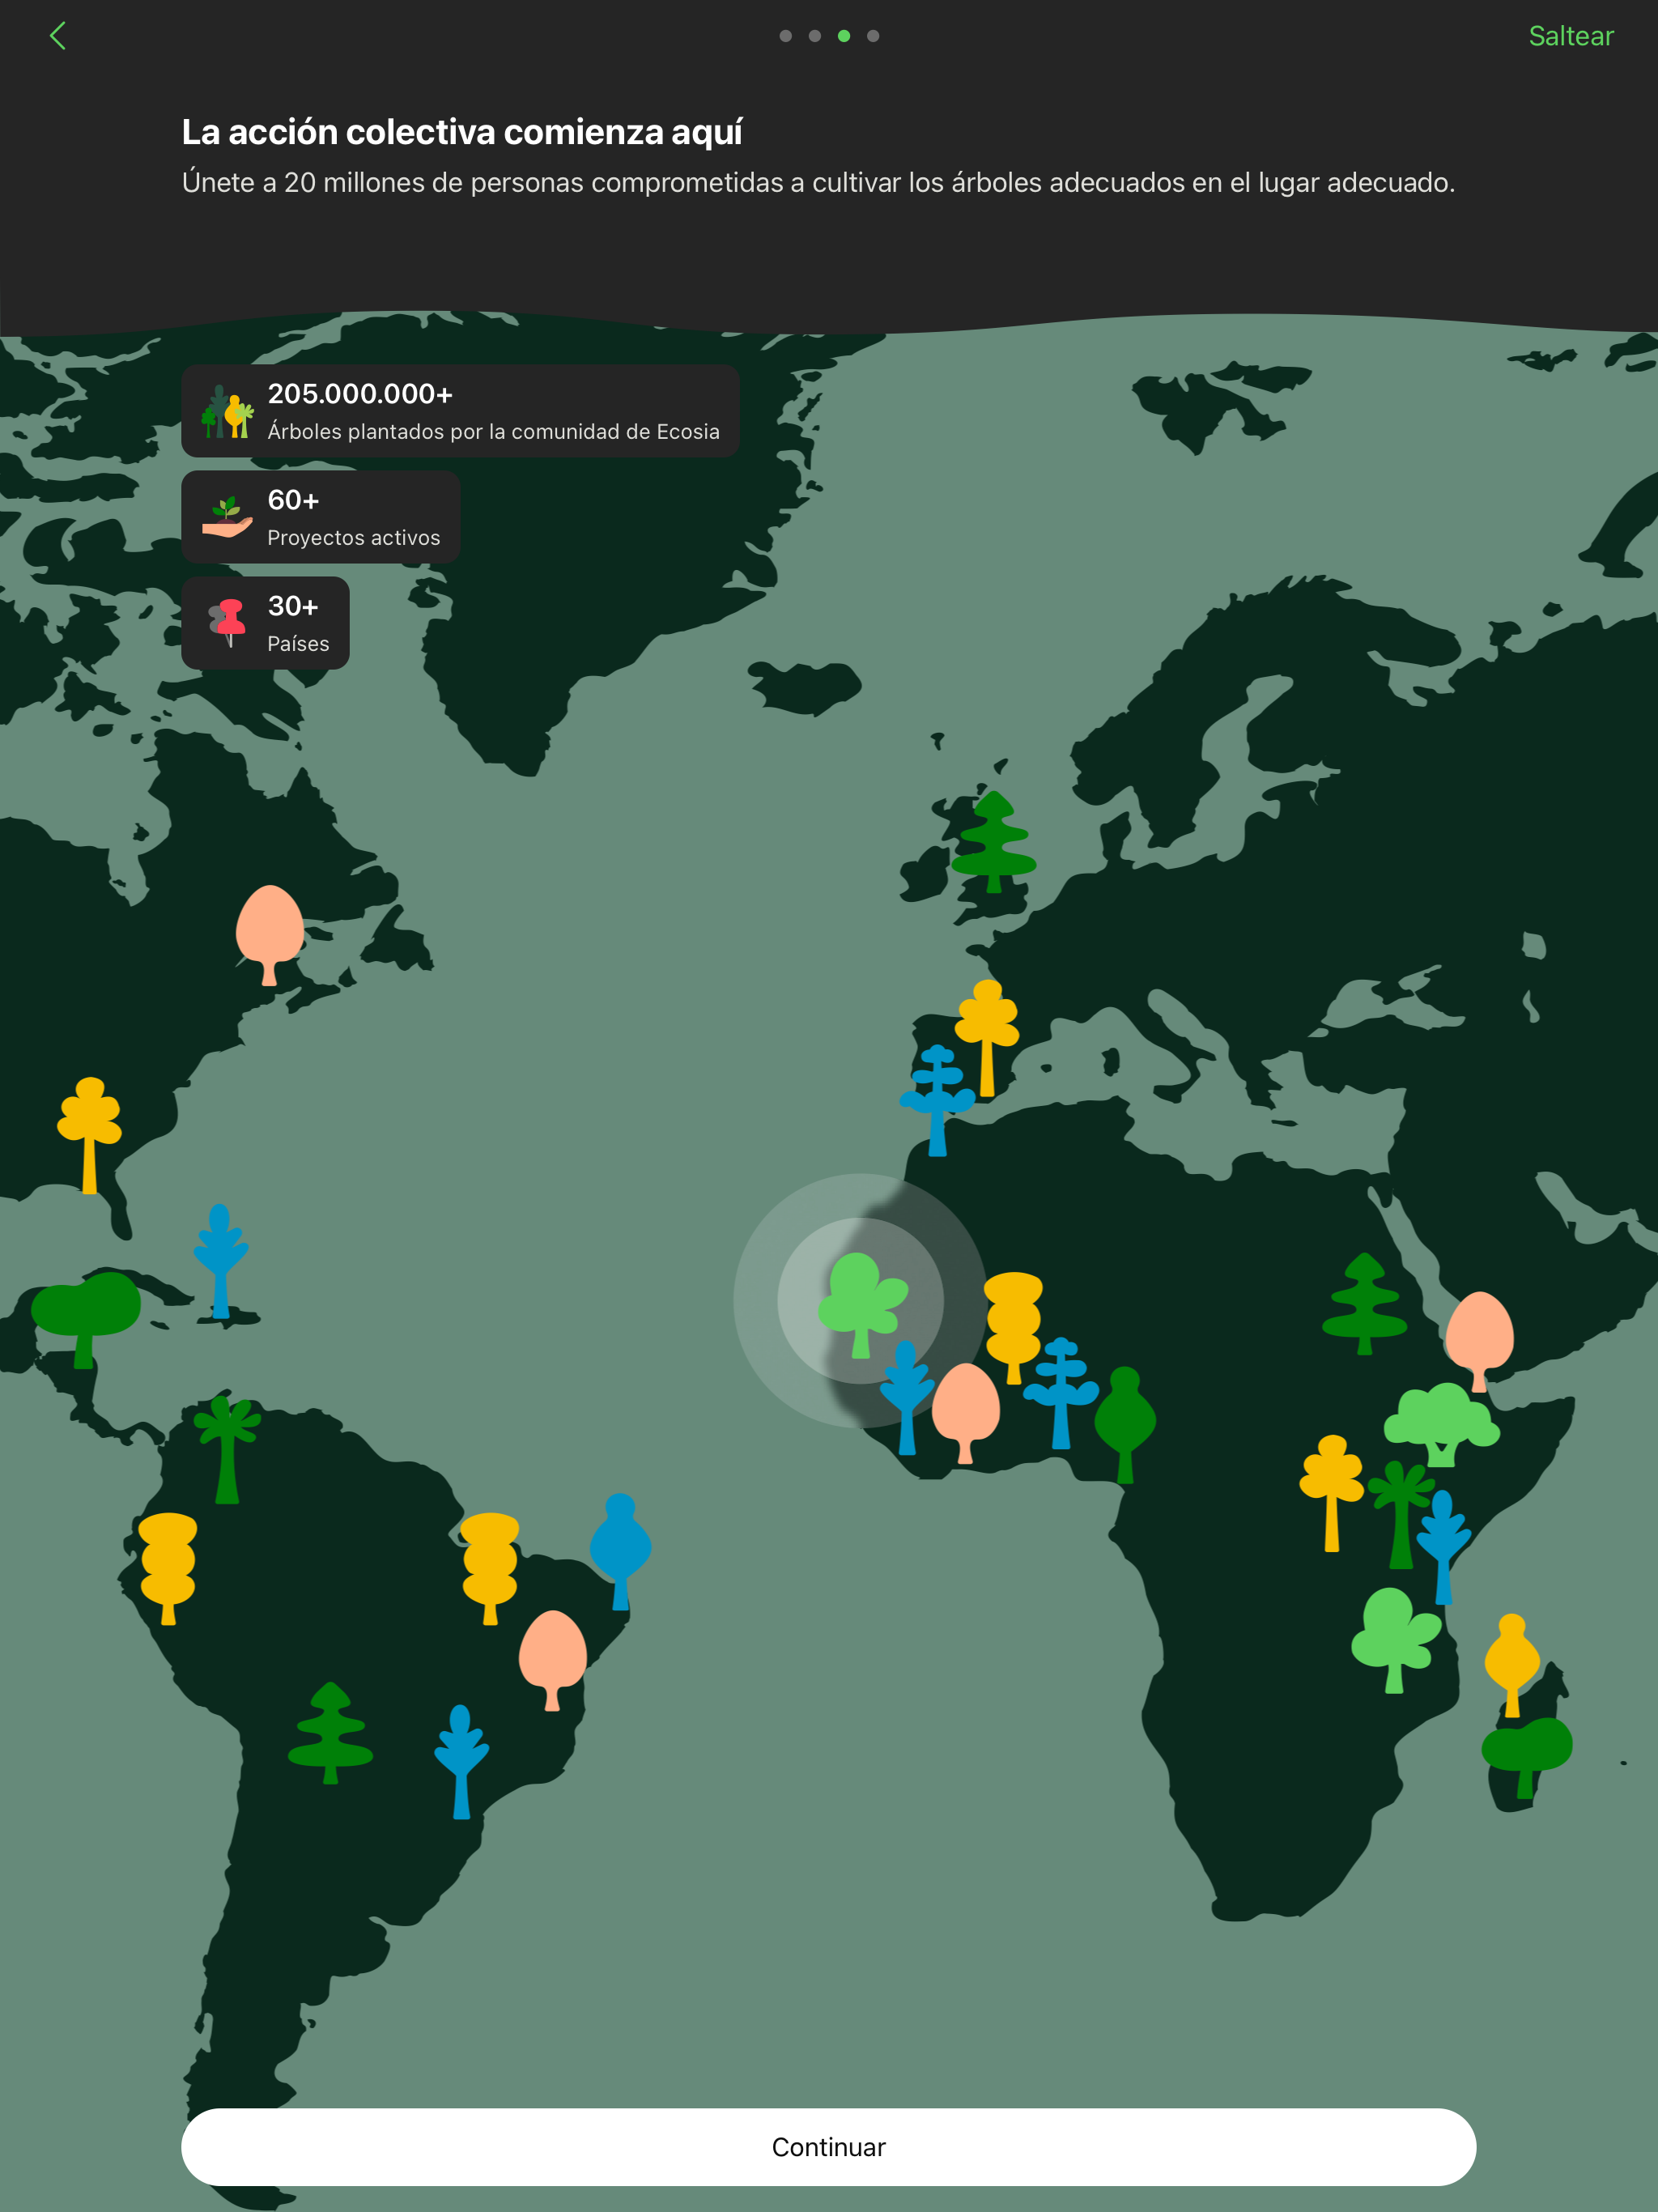 Saltear
La acción colectiva comienza aquí
Únete a 20 millones de personas comprometidas a cultivar los árboles adecuados en el lugar adecuado.
205.000.000+
Árboles plantados por la comunidad de Ecosia
60+
Proyectos activos
30+
Países
Continuar